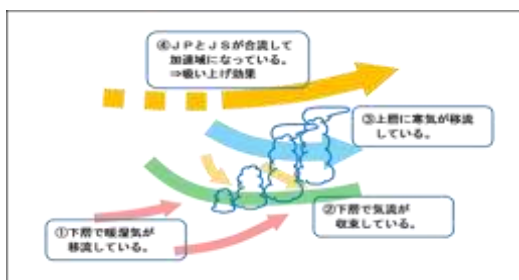 ④ＪＰとＪＳが合流して
加速域になっている。
⇒吸い上げ効果
③上層に寒気が移流
している。
②下層で気流が
収束している。
①下層で暖湿気が
移流している。